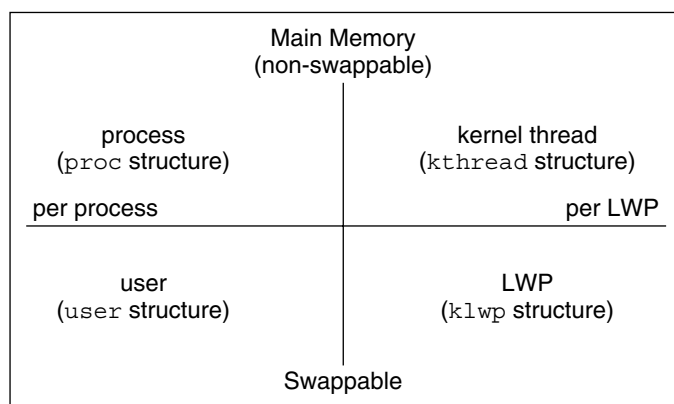 Main Memory
(non-swappable)
process
(proc structure)
kernel thread
(kthread structure)
per process
per LWP
user
(user structure)
LWP
(klwp structure)
Swappable